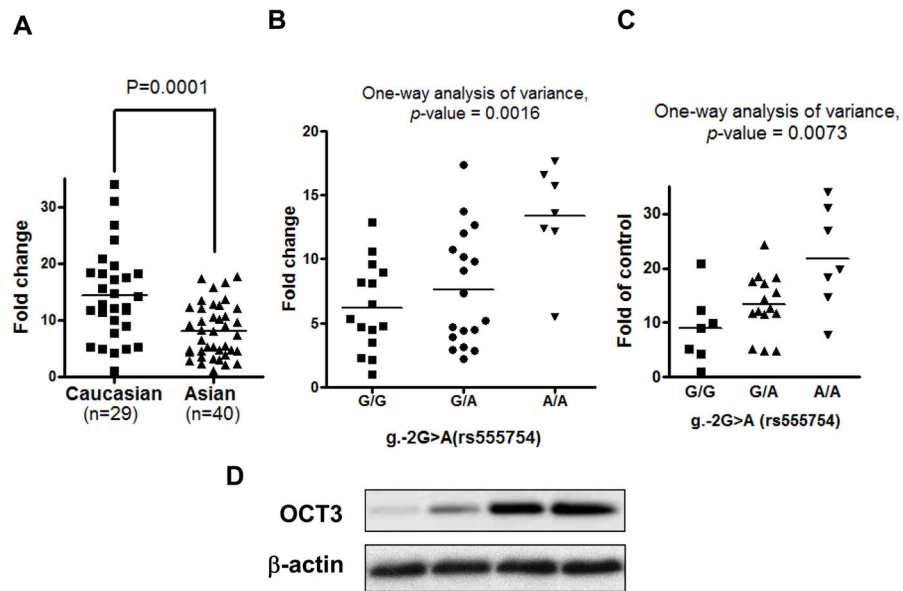 A
P=0.0001
Fold change
30
20
10
0
Caucasian
Asian
(n=29)
(n=40)
B
One-way analysis of variance,
p-value = 0.0016
Fold change
20
15
10
5
0
G/G
G/A
A/A
g.-2G>A(rs555754)
C
One-way analysis of variance,
p-value = 0.0073
Fold of control
30
20
10
0
G/G
G/A
A/A
g.-2G>A (rs555754)
D
OCT3
β-actin